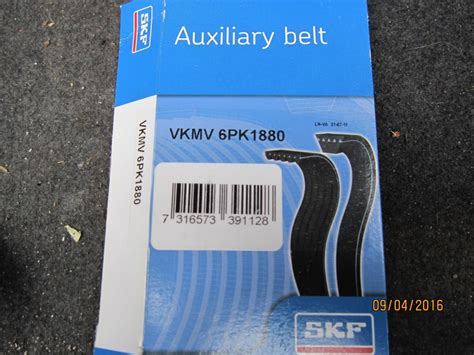 SKF
Auxiliary belt
VKMV 6PK1880
VKMV 6PK1880
7 316573 391128
SKF
09/04/2016